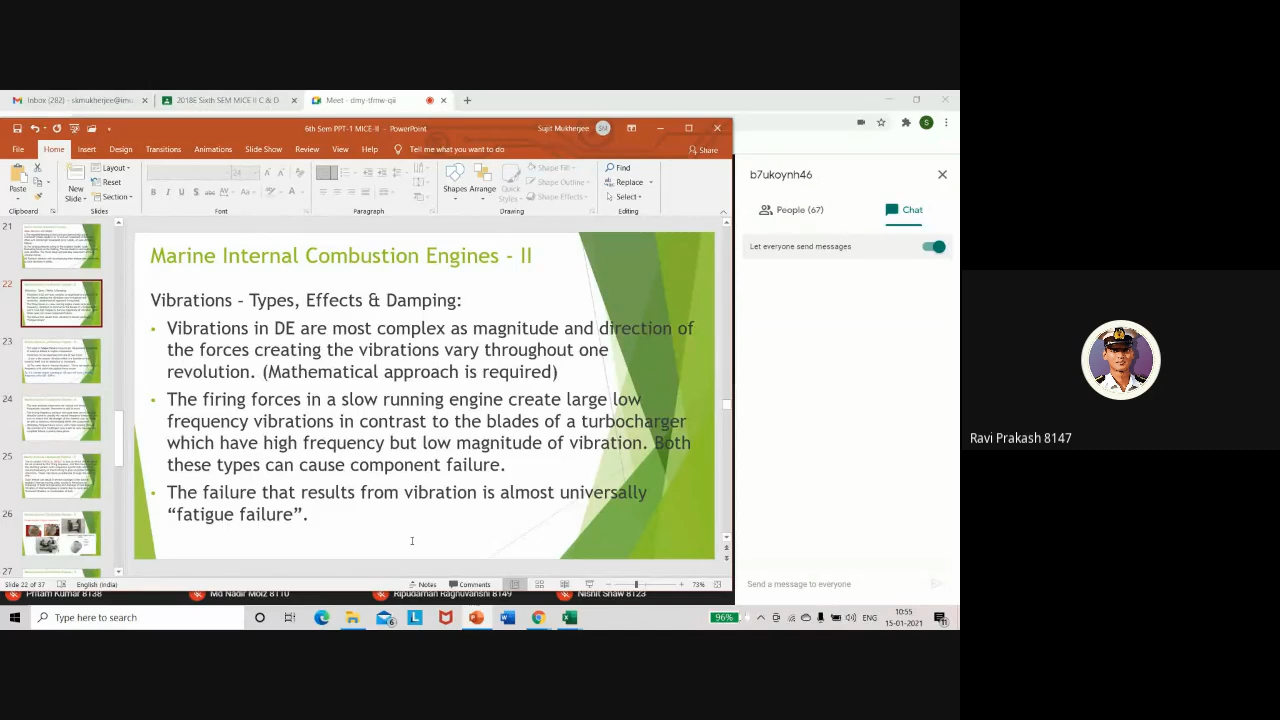 Inbox (282) - skmukherjee@imu
2018E Sixth SEM MICE II C & D
Meet - dmy-tfmw-qii
6th Sem PPT-1 MICE-II - PowerPoint
Sujit Mukherjee
SM
S
File
Home
Insert
Design
Transitions
Animations
Slide Show
Review
View
Help
Tell me what you want to do
Share
Paste
New
Slide
Layout
Reset
Section
Shapes
Arrange
Quick
Styles
Shape Fill
Shape Outline
Shape Effects
Find
Replace
Select
Clipboard
Slides
Font
Paragraph
Drawing
Editing
b7ukoynh46
People (67)
Chat
Let everyone send messages
21
22
23
24
25
26
27
Marine Internal Combustion Engines - II
Vibrations – Types, Effects & Damping:
• Vibrations in DE are most complex as magnitude and direction of
the forces creating the vibrations vary throughout one
revolution. (Mathematical approach is required)
• The firing forces in a slow running engine create large low
frequency vibrations in contrast to the blades of a turbocharger
which have high frequency but low magnitude of vibration. Both
these types can cause component failure.
• The failure that results from vibration is almost universally
“fatigue failure”.
Ravi Prakash 8147
Send a message to everyone
Slide 22 of 37
English (India)
Notes
Comments
73%
Pritam Kumar 8138
Md Nadir Moiz 8110
Ripudaman Raghuvanshi 8149
Nishit Shaw 8123
Type here to search
96%
ENG
10:55
15-01-2021